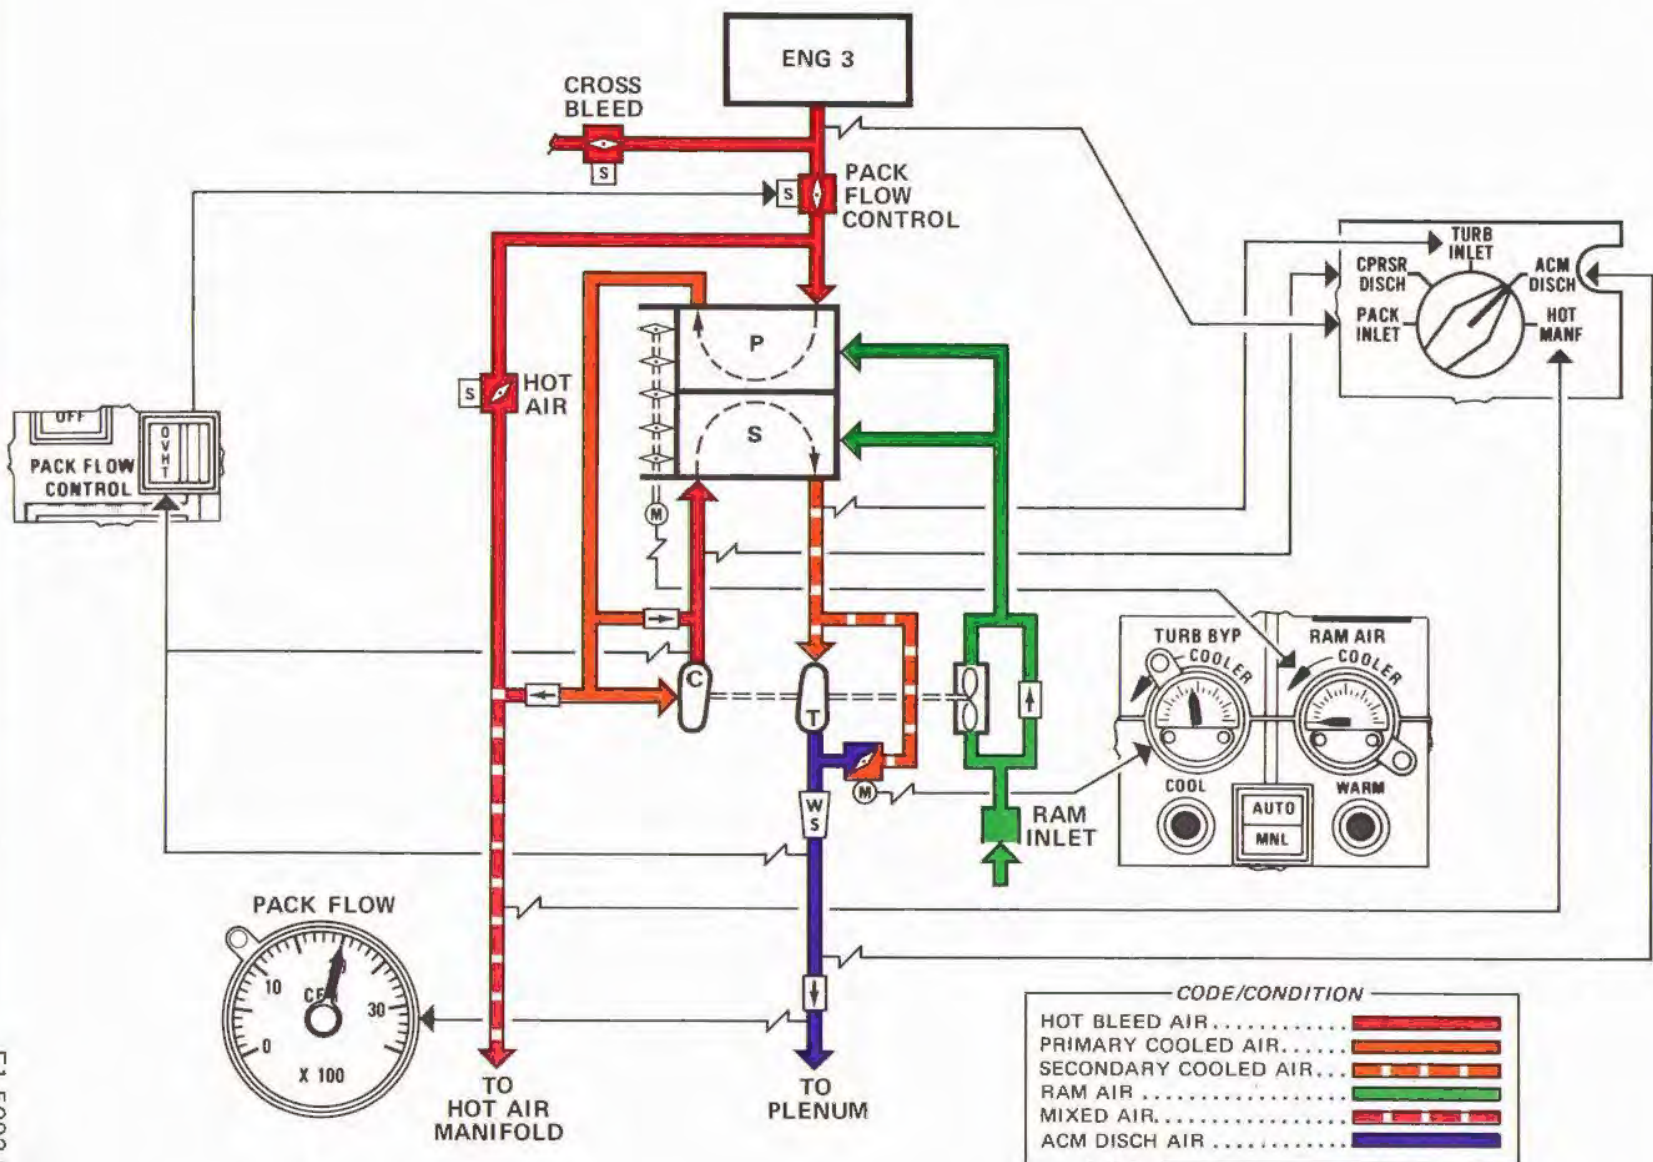 ENG 3
CROSS
BLEED
S
PACK
FLOW
CONTROL
S
TURB
INLET
CPRSR
DISCH
ACM
DISCH
PACK
INLET
HOT
MANF
P
S
HOT
AIR
S
OFF
OVHT
PACK FLOW
CONTROL
M
C
T
M
WS
RAM
INLET
TURB BYP
COOLER
RAM AIR
COOLER
COOL
WARM
AUTO
MNL
PACK FLOW
0
10
30
X 100
TO
HOT AIR
MANIFOLD
TO
PLENUM
CODE/CONDITION
HOT BLEED AIR............
PRIMARY COOLED AIR......
SECONDARY COOLED AIR...
RAM AIR .................
MIXED AIR................
ACM DISCH AIR ...........